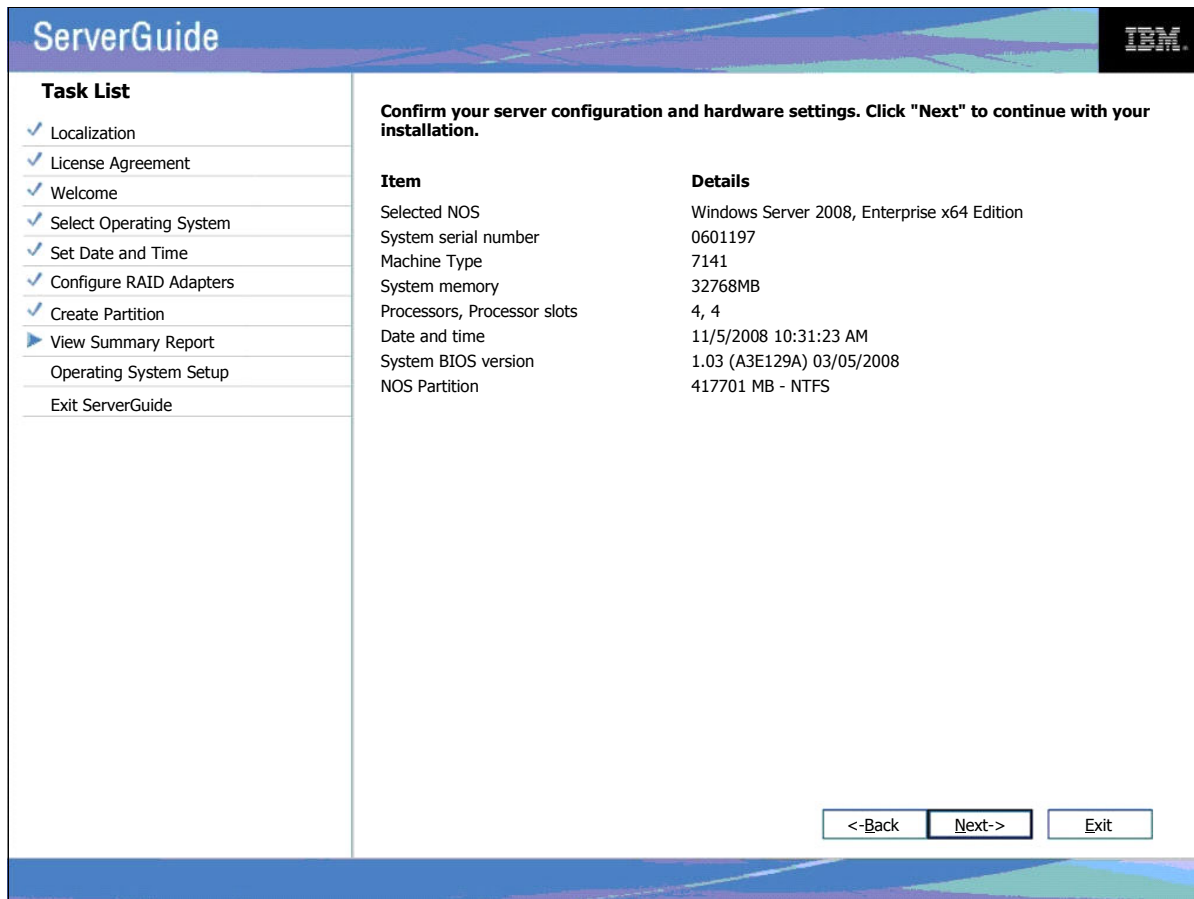 ServerGuide
IBM.
Task List
Localization
License Agreement
Welcome
Select Operating System
Set Date and Time
Configure RAID Adapters
Create Partition
View Summary Report
Operating System Setup
Exit ServerGuide
Confirm your server configuration and hardware settings. Click "Next" to continue with your
installation.
Item Details
Selected NOS Windows Server 2008, Enterprise x64 Edition
System serial number 0601197
Machine Type 7141
System memory 32768MB
Processors, Processor slots 4, 4
Date and time 11/5/2008 10:31:23 AM
System BIOS version 1.03 (A3E129A) 03/05/2008
NOS Partition 417701 MB - NTFS
<-Back Next-> Exit